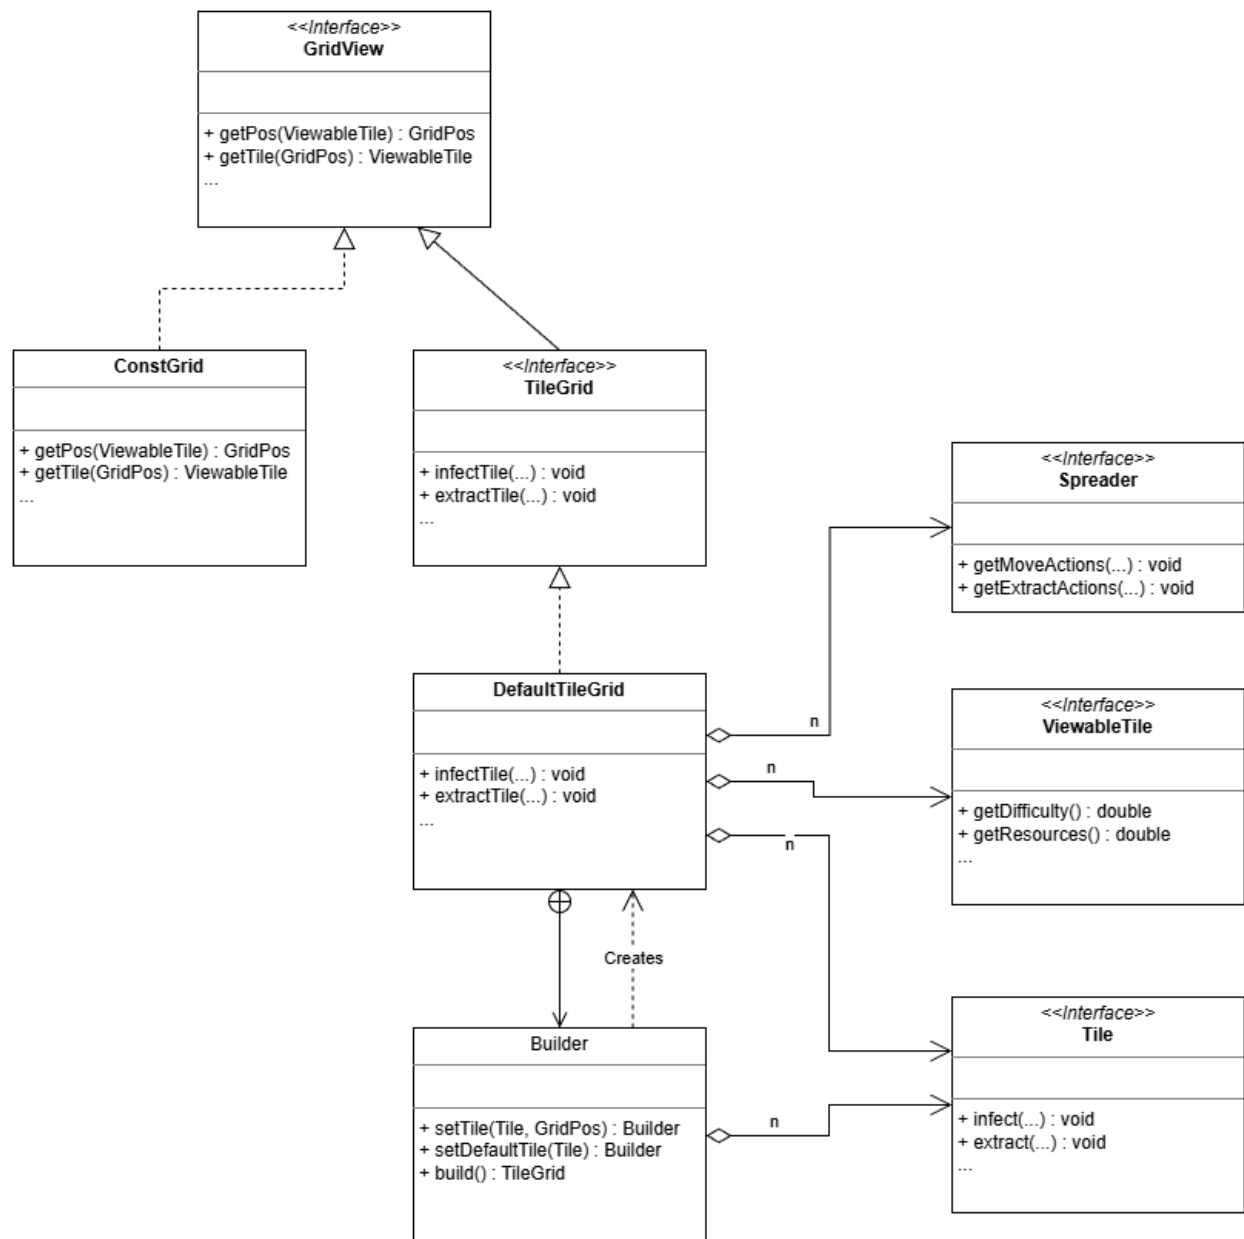 <<Interface>>
GridView
+ getPos(ViewableTile) : GridPos
+ getTile(GridPos) : ViewableTile
...
ConstGrid
+ getPos(ViewableTile) : GridPos
+ getTile(GridPos) : ViewableTile
...
<<Interface>>
TileGrid
+ infectTile(...) : void
+ extractTile(...) : void
...
<<Interface>>
Spreader
+ getMoveActions(...) : void
+ getExtractActions(...) : void
DefaultTileGrid
+ infectTile(...) : void
+ extractTile(...) : void
...
n
n
n
<<Interface>>
ViewableTile
+ getDifficulty() : double
+ getResources() : double
...
Creates
Builder
+ setTile(Tile, GridPos) : Builder
+ setDefaultTile(Tile) : Builder
+ build() : TileGrid
n
<<Interface>>
Tile
+ infect(...) : void
+ extract(...) : void
...